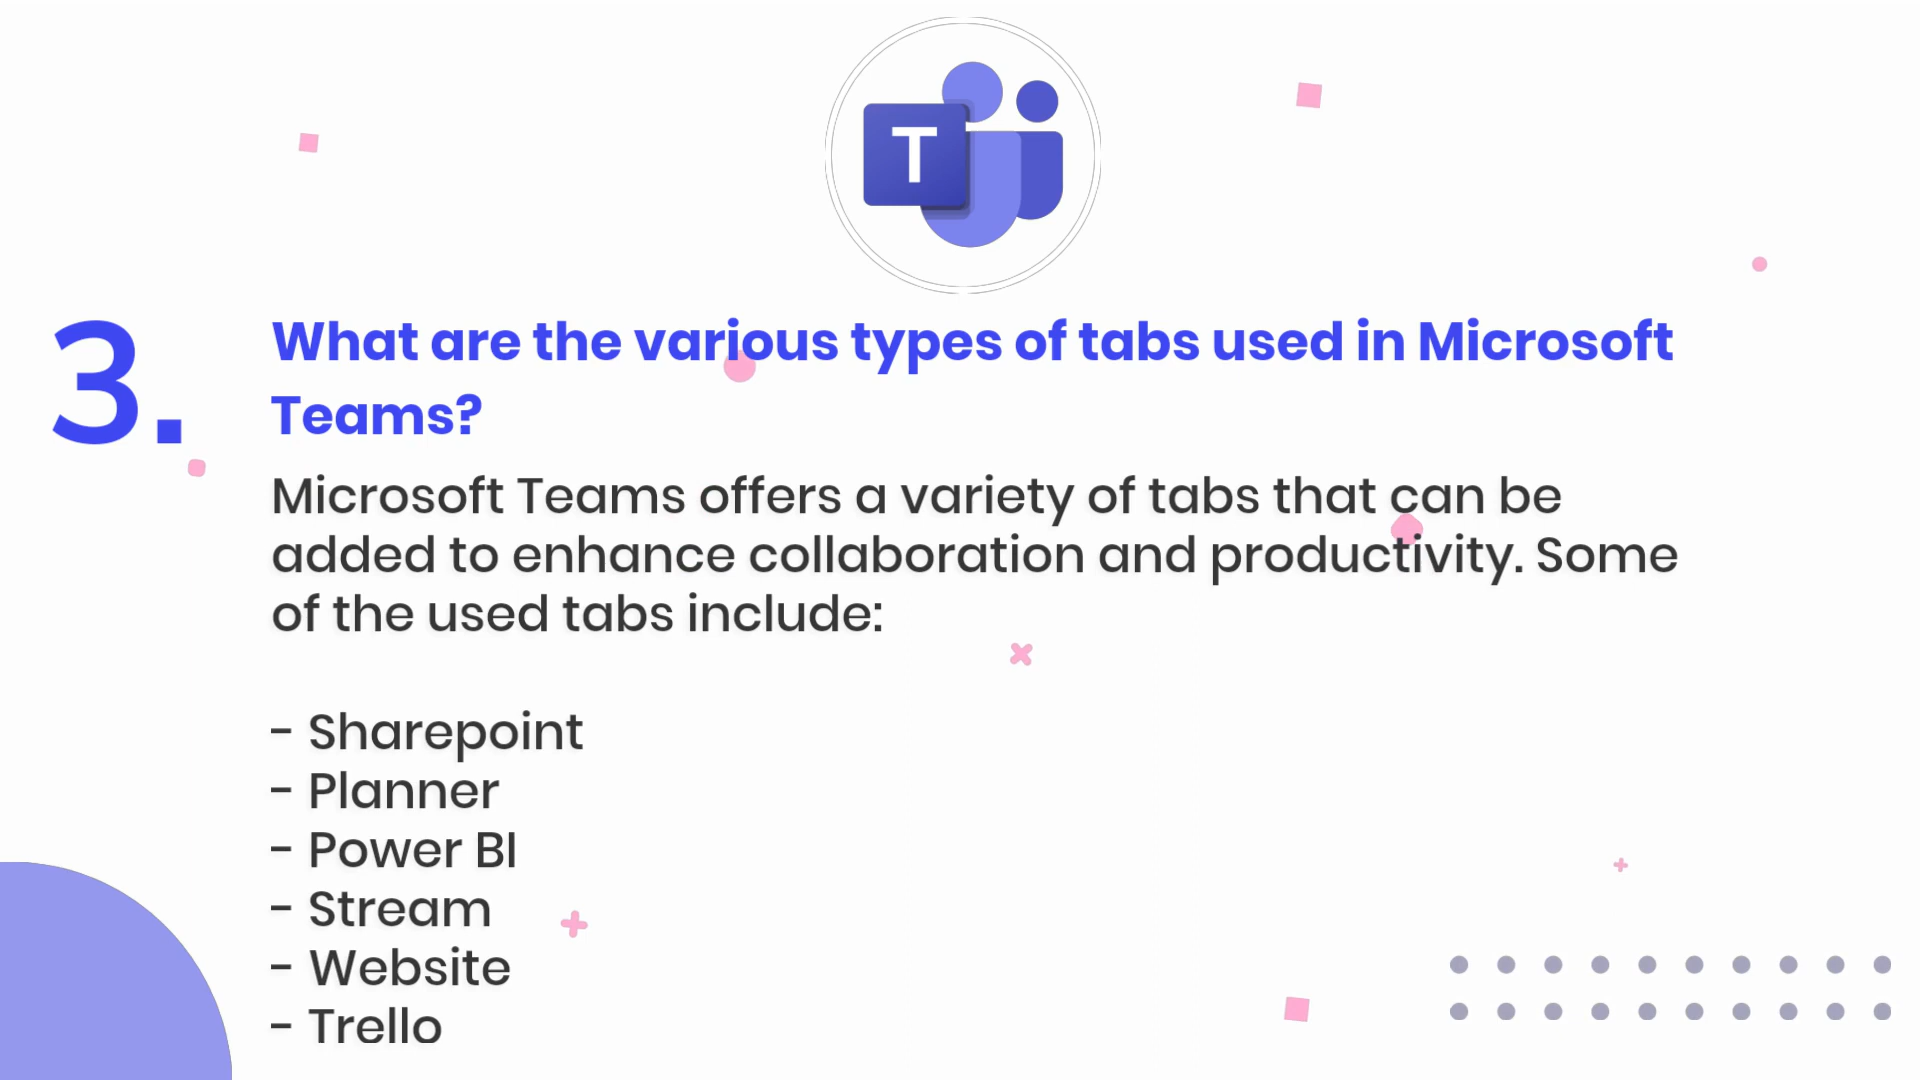 T
3.
What are the various types of tabs used in Microsoft
Teams?
Microsoft Teams offers a variety of tabs that can be
added to enhance collaboration and productivity. Some
of the used tabs include:
- Sharepoint
- Planner
- Power BI
- Stream
- Website
- Trello